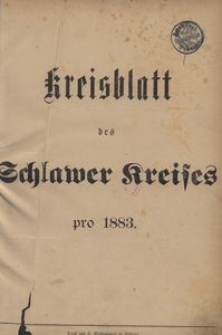 Kreisblatt
des
Schlawer Kreises
pro 1883.